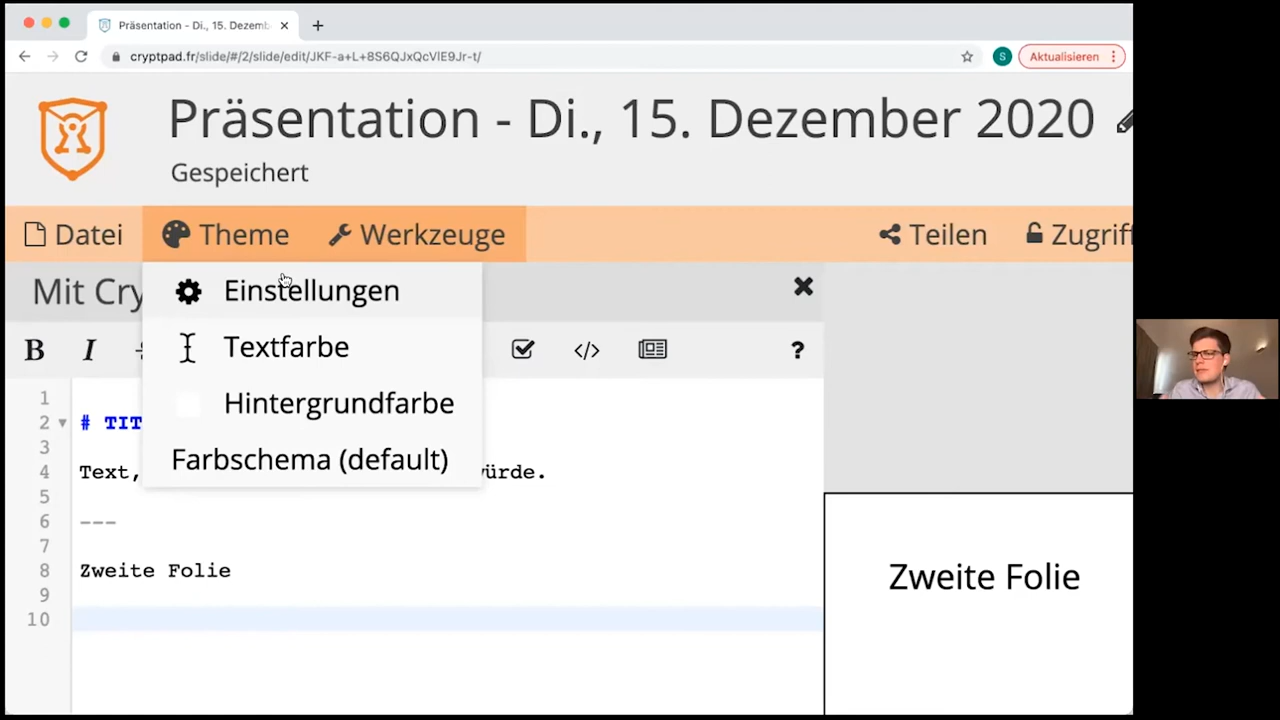 Präsentation - Di., 15. Dezemb
cryptpad.fr/slide/#/2/slide/edit/JKF-a+L+8S6QJxQcVlE9Jr-t/
S
Aktualisieren
Präsentation - Di., 15. Dezember 2020
Gespeichert
Datei
Theme
Werkzeuge
Teilen
Zugriff
Mit Cry
Einstellungen
B I
</>
?
Textfarbe
Hintergrundfarbe
Farbschema (default)
1
2 # TIT
3
4 Text, ürde.
5
6 ---
7
8 Zweite Folie
9
10
Zweite Folie